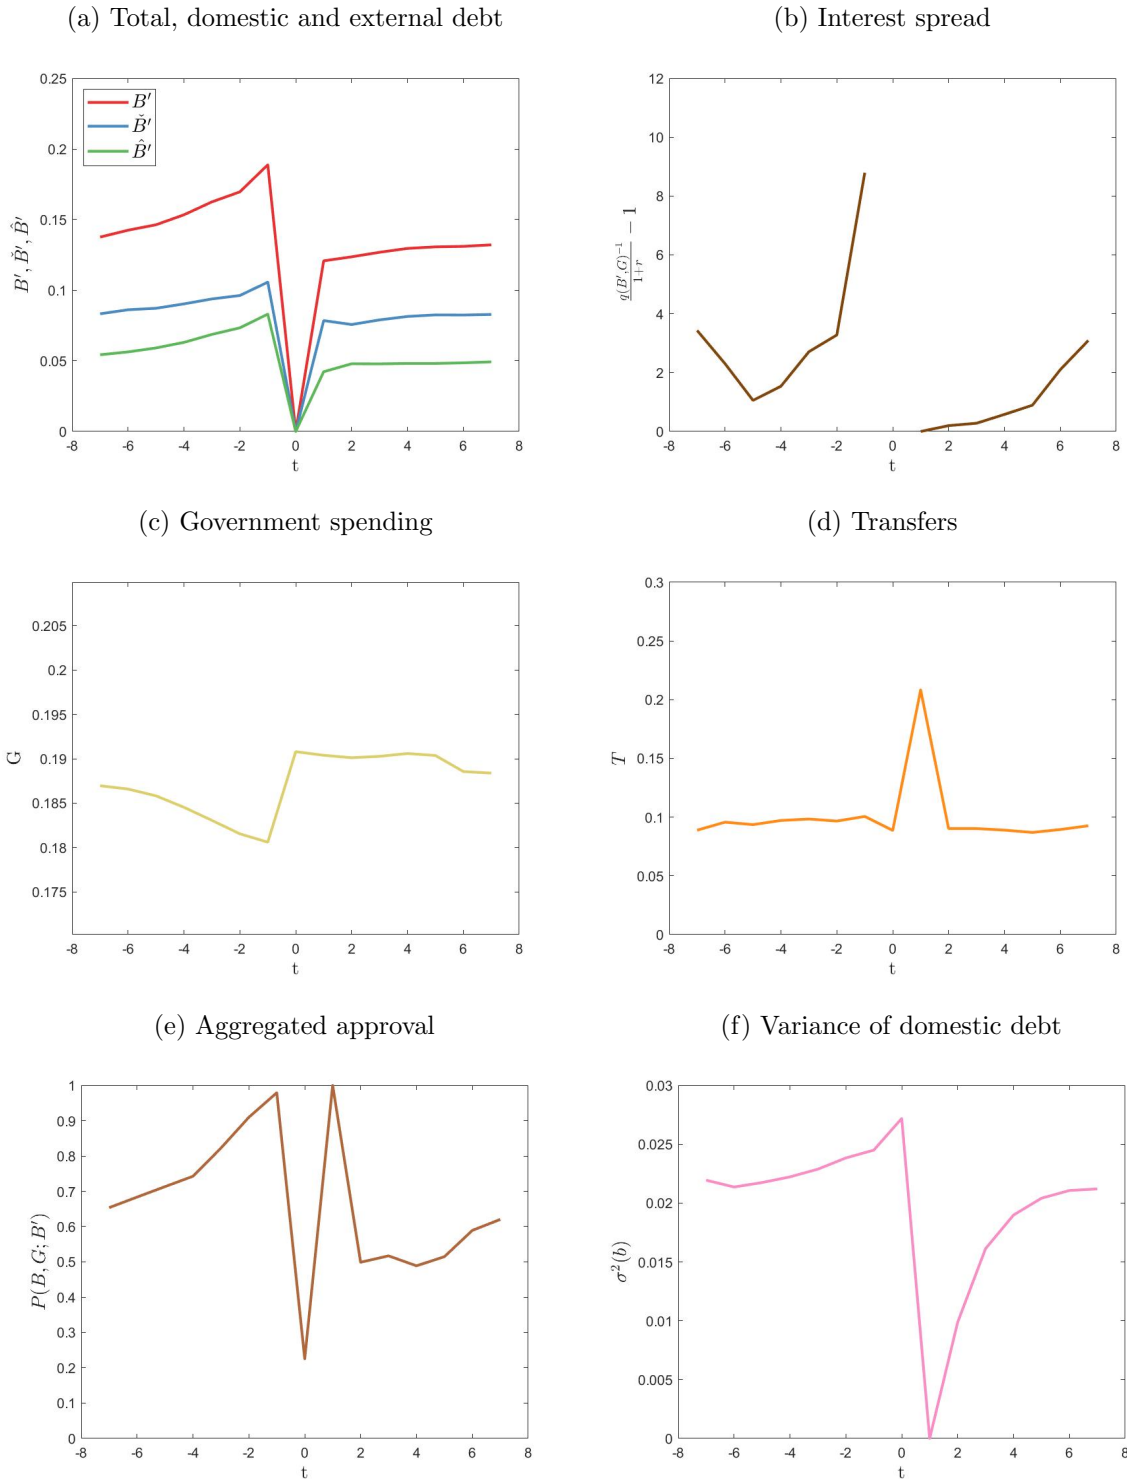 (a) Total, domestic and external debt
(b) Interest spread
0.25
0.2
0.15
0.1
0.05
0
B′, B̌′, B̂′
B′
B̌′
B̂′
-8 -6 -4 -2 0 2 4 6 8
t
12
10
8
6
4
2
0
q(B′,G)⁻¹ / 1+r − 1
-8 -6 -4 -2 0 2 4 6 8
t
(c) Government spending
(d) Transfers
0.205
0.2
0.195
0.19
0.185
0.18
0.175
G
-8 -6 -4 -2 0 2 4 6 8
t
0.3
0.25
0.2
0.15
0.1
0.05
0
T
-8 -6 -4 -2 0 2 4 6 8
t
(e) Aggregated approval
(f) Variance of domestic debt
1
0.9
0.8
0.7
0.6
0.5
0.4
0.3
0.2
0.1
0
P(B, G; B′)
-8 -6 -4 -2 0 2 4 6 8
t
0.03
0.025
0.02
0.015
0.01
0.005
0
σ²(b)
-8 -6 -4 -2 0 2 4 6 8
t